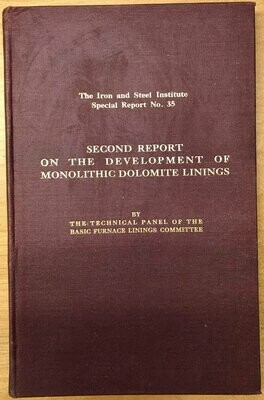 The Iron and Steel Institute
Special Report No. 35
SECOND REPORT
ON THE DEVELOPMENT OF
MONOLITHIC DOLOMITE LININGS
BY
THE TECHNICAL PANEL OF THE
BASIC FURNACE LININGS COMMITTEE